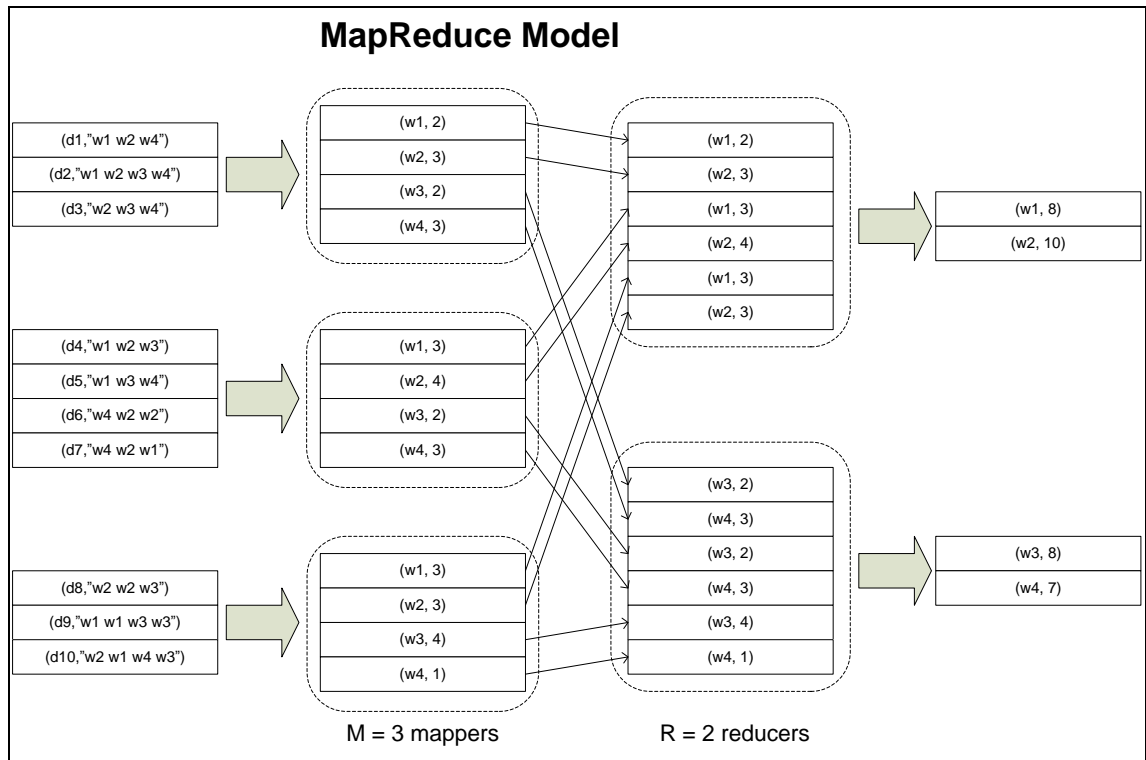 MapReduce Model
(d1,"w1 w2 w4")
(d2,"w1 w2 w3 w4")
(d3,"w2 w3 w4")
(d4,"w1 w2 w3")
(d5,"w1 w3 w4")
(d6,"w4 w2 w2")
(d7,"w4 w2 w1")
(d8,"w2 w2 w3")
(d9,"w1 w1 w3 w3")
(d10,"w2 w1 w4 w3")
(w1, 2)
(w2, 3)
(w3, 2)
(w4, 3)
(w1, 3)
(w2, 4)
(w3, 2)
(w4, 3)
(w1, 3)
(w2, 3)
(w3, 4)
(w4, 1)
M = 3 mappers
(w1, 2)
(w2, 3)
(w1, 3)
(w2, 4)
(w1, 3)
(w2, 3)
(w3, 2)
(w4, 3)
(w3, 2)
(w4, 3)
(w3, 4)
(w4, 1)
R = 2 reducers
(w1, 8)
(w2, 10)
(w3, 8)
(w4, 7)